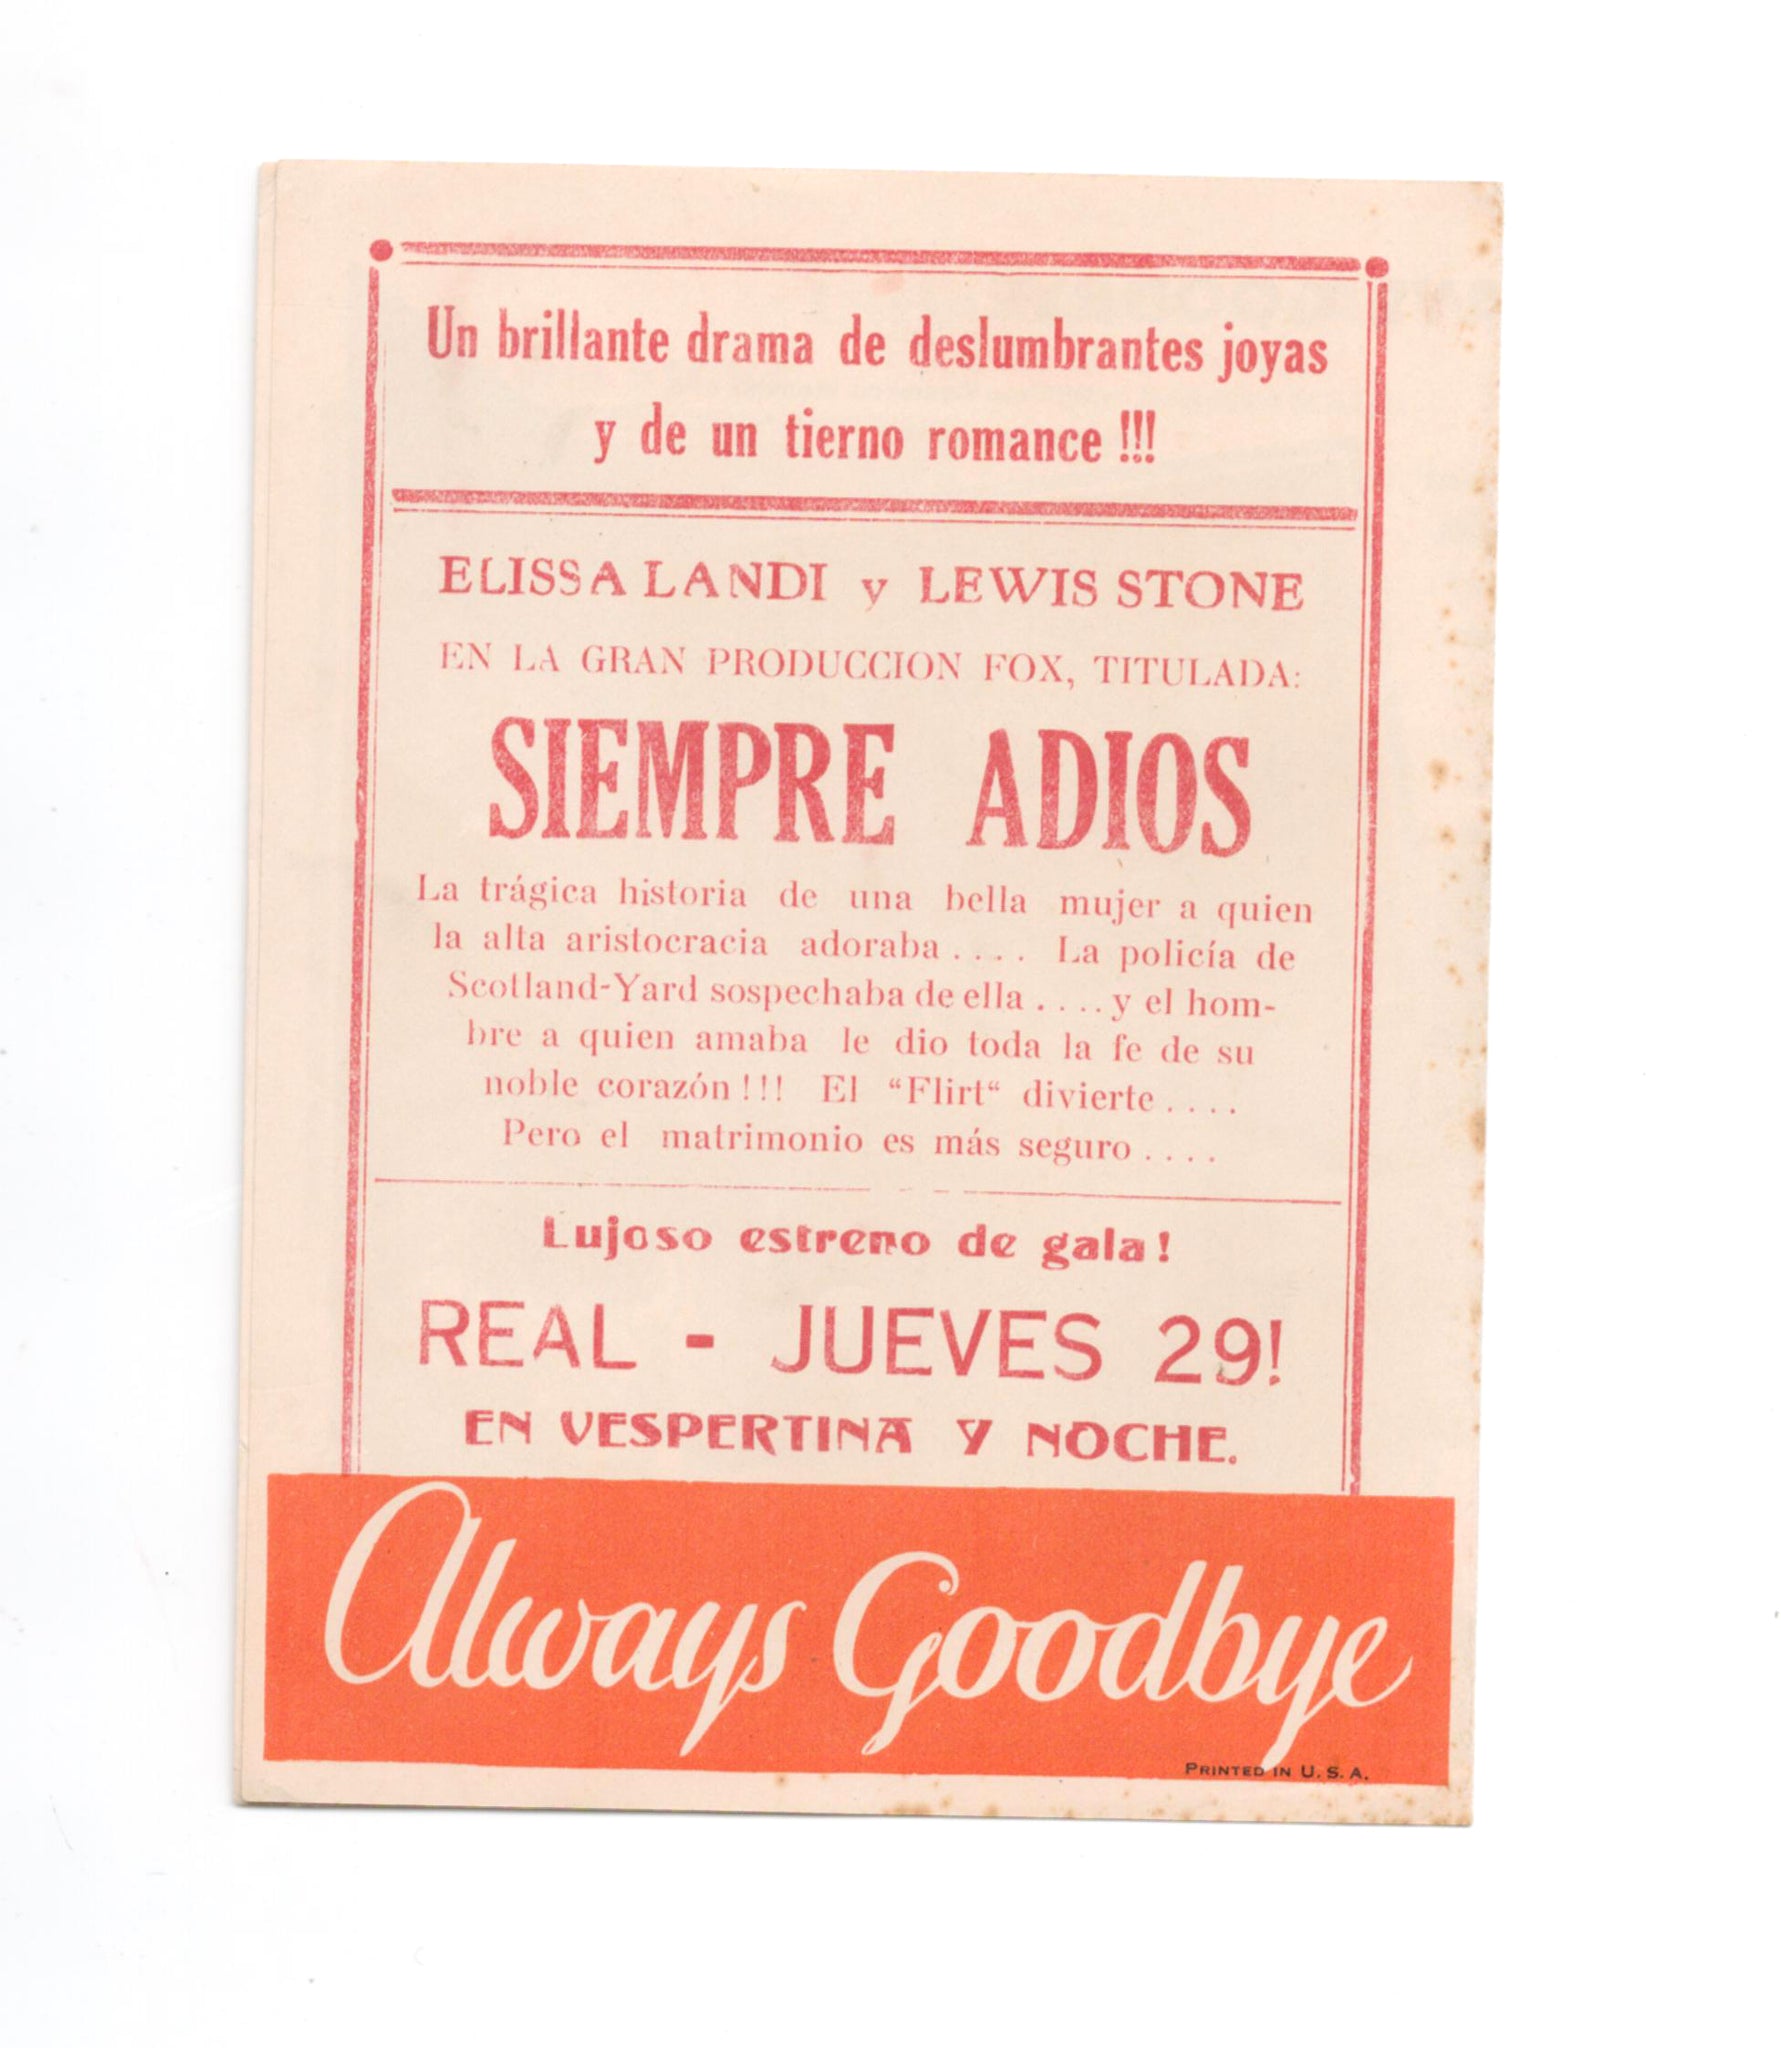 Un brillante drama de deslumbrantes joyas
y de un tierno romance !!!
ELISSA LANDI y LEWIS STONE
EN LA GRAN PRODUCCION FOX, TITULADA:
SIEMPRE ADIOS
La trágica historia de una bella mujer a quien
la alta aristocracia adoraba .... La policía de
Scotland-Yard sospechaba de ella .... y el hom-
bre a quien amaba le dio toda la fe de su
noble corazón!!! El “Flirt“ divierte ....
Pero el matrimonio es más seguro ....
Lujoso estreno de gala!
REAL - JUEVES 29!
EN VESPERTINA Y NOCHE.
Always Goodbye
PRINTED IN U. S. A.